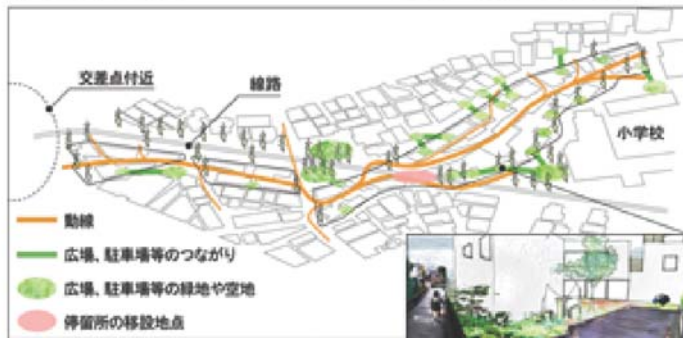 交差点付近
線路
小学校
動線
広場、駐車場等のつながり
広場、駐車場等の緑地や空地
停留所の移設地点